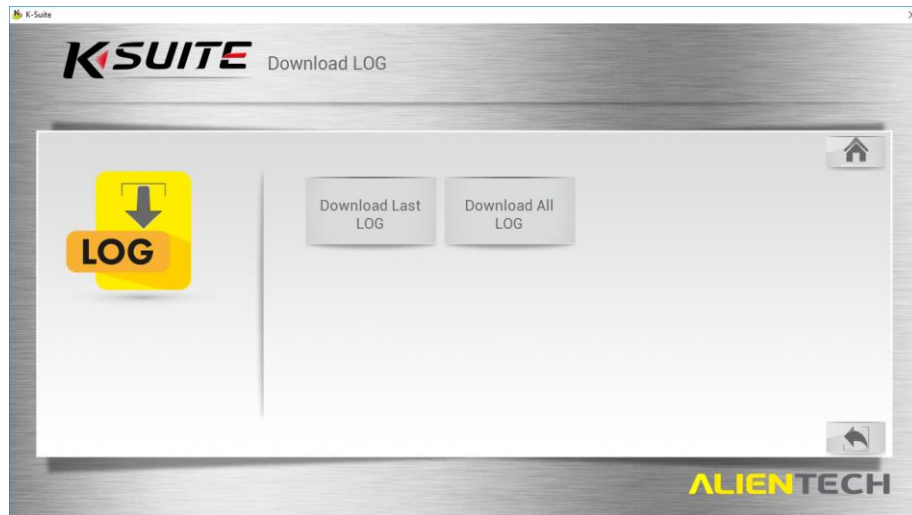 K-Suite
KSUITE
Download LOG
LOG
Download Last
LOG
Download All
LOG
ALIENTECH